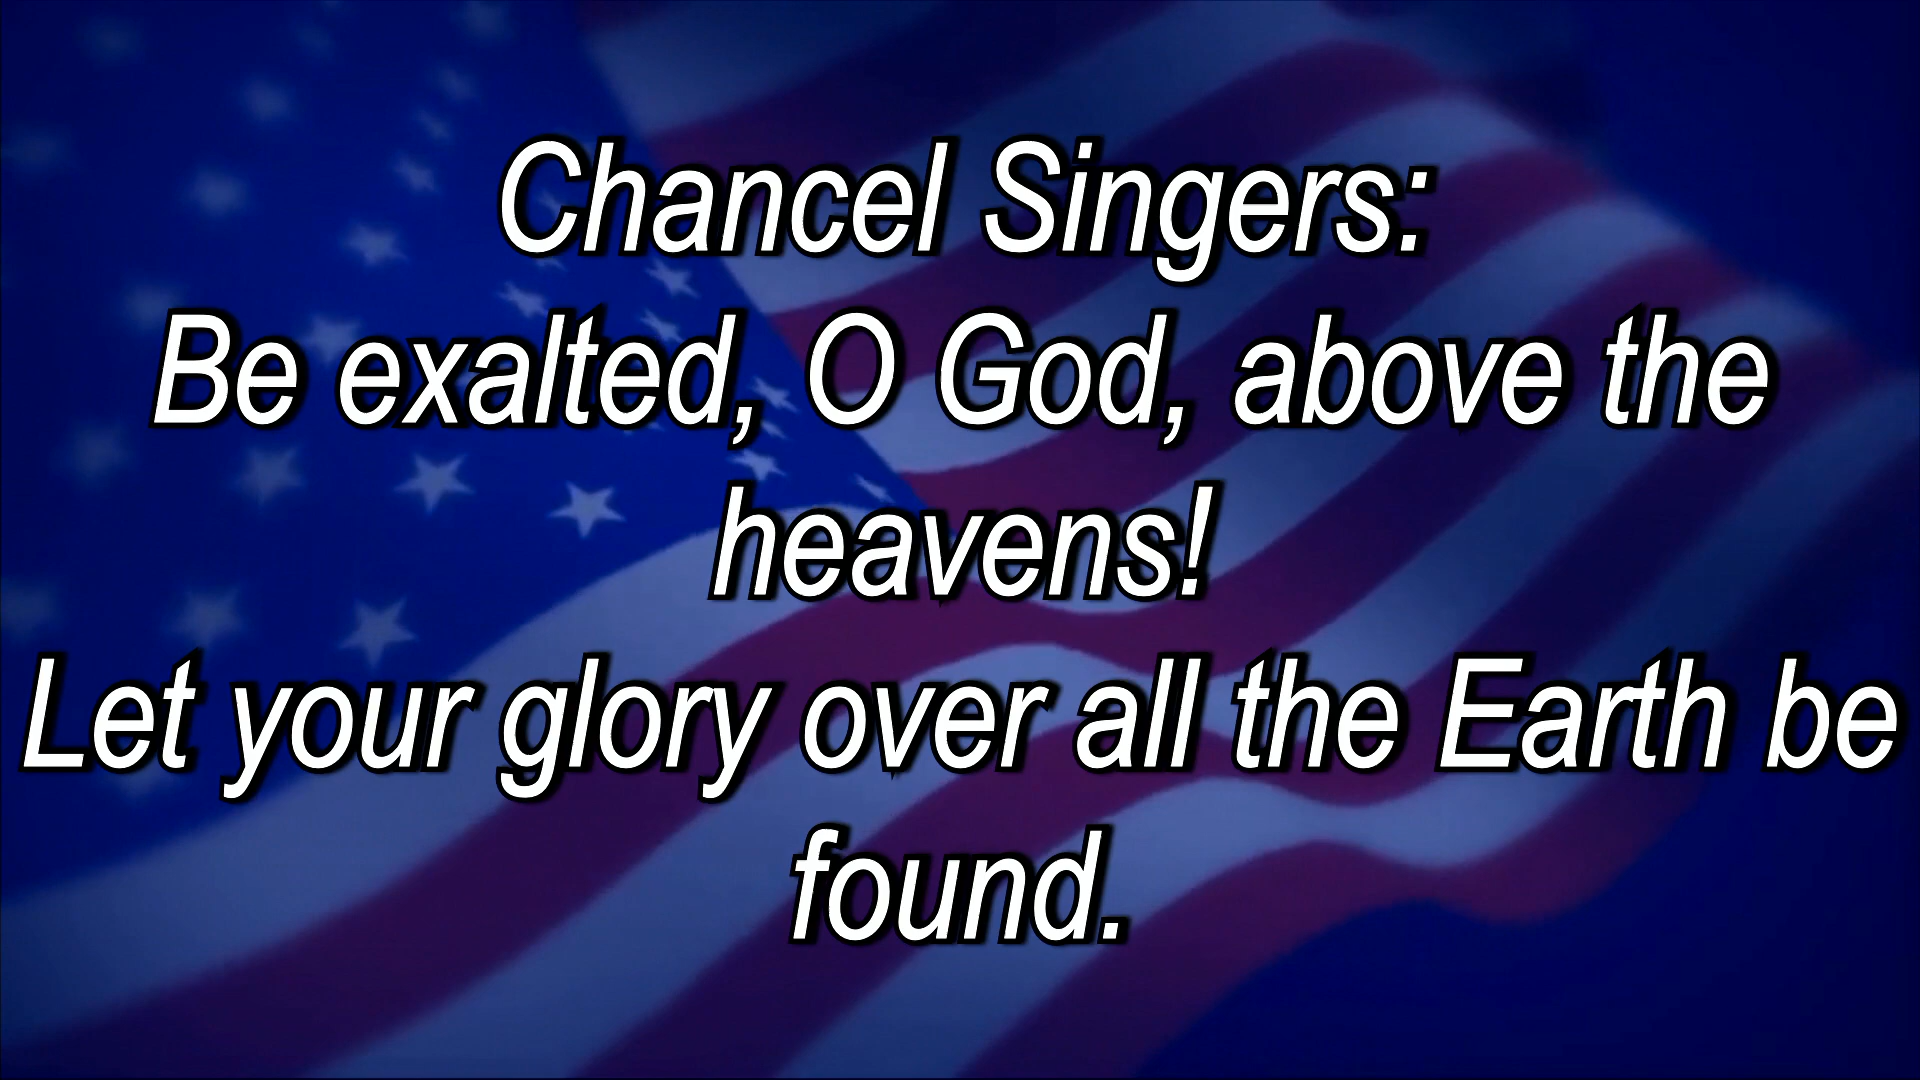 Chancel Singers:
Be exalted, O God, above the
heavens!
Let your glory over all the Earth be
found.